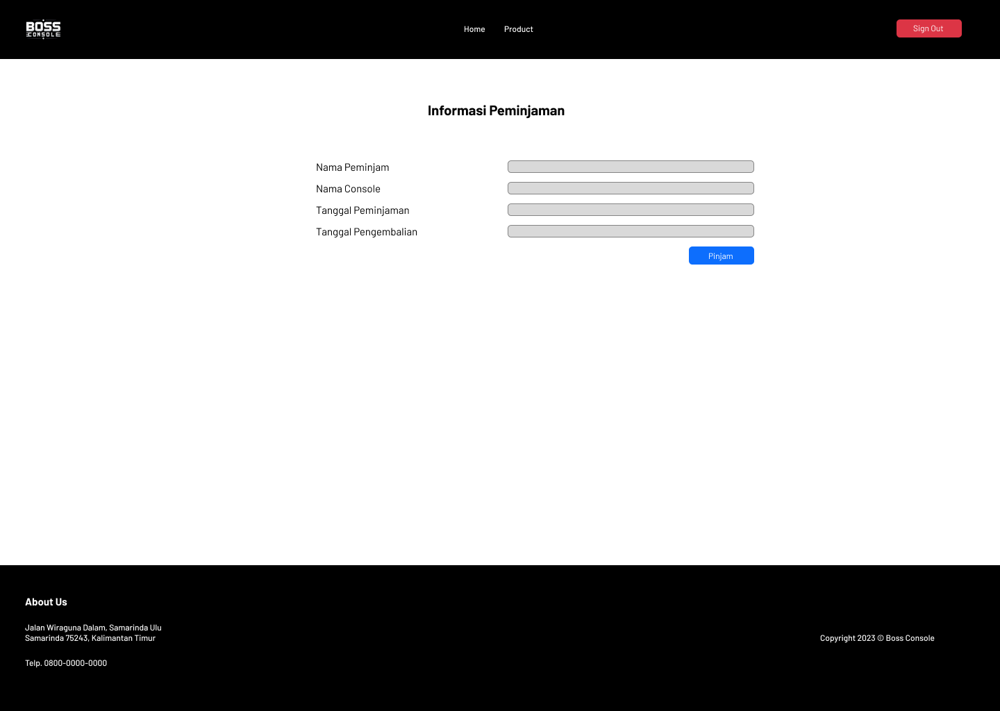 BOSS
CONSOLE
Home
Product
Sign Out
Informasi Peminjaman
Nama Peminjam
Nama Console
Tanggal Peminjaman
Tanggal Pengembalian
Pinjam
About Us
Jalan Wiraguna Dalam, Samarinda Ulu
Samarinda 75243, Kalimantan Timur
Telp. 0800-0000-0000
Copyright 2023 © Boss Console